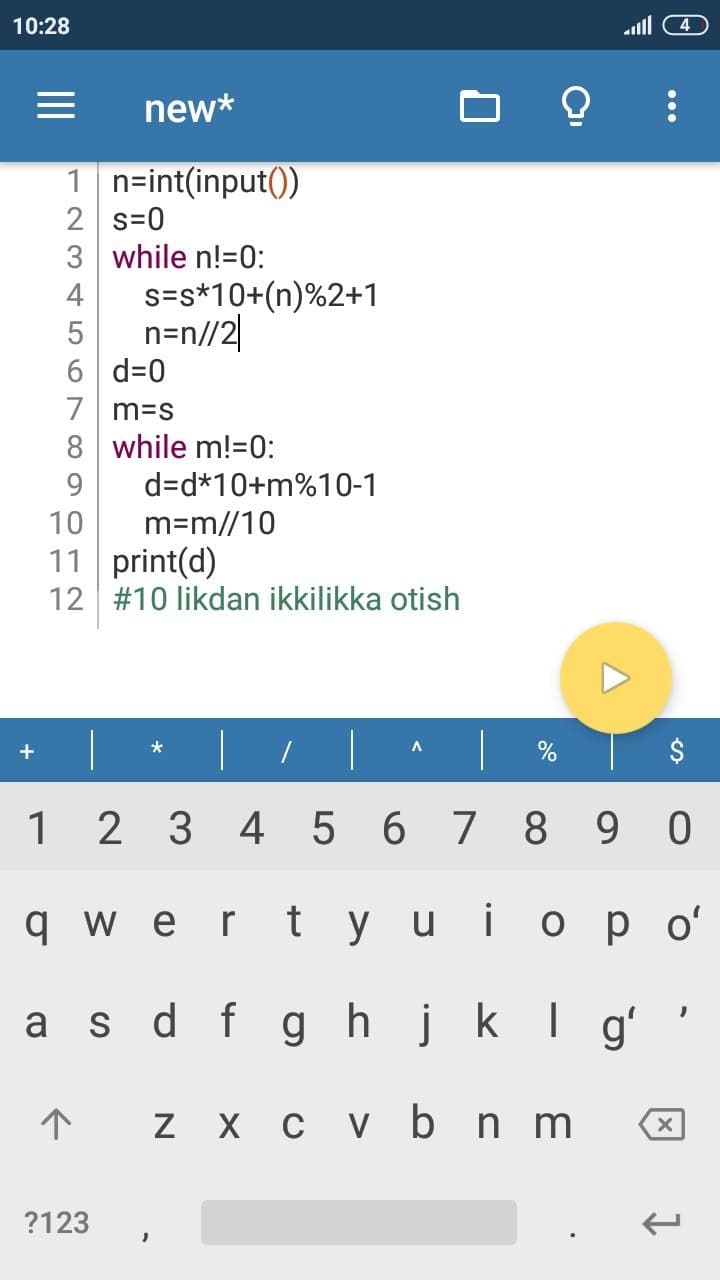 10:28
4
new*
1 n=int(input())
2 s=0
3 while n!=0:
4     s=s*10+(n)%2+1
5     n=n//2
6 d=0
7 m=s
8 while m!=0:
9     d=d*10+m%10-1
10     m=m//10
11 print(d)
12 #10 likdan ikkilikka otish
+ | * | / | ^ | % | $
1 2 3 4 5 6 7 8 9 0
q w e r t y u i o p oʻ
a s d f g h j k l gʻ ʼ
z x c v b n m
?123 , .